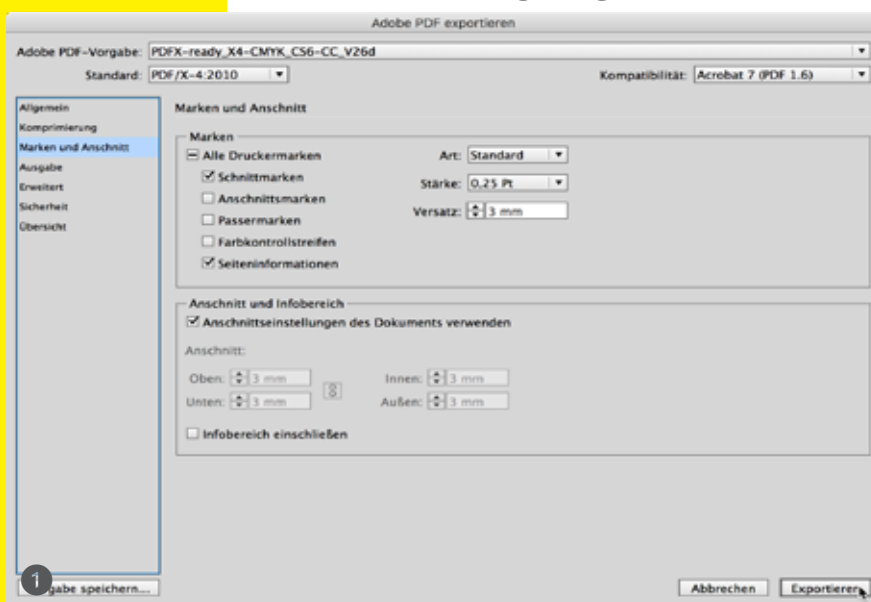 Adobe PDF exportieren
Adobe PDF-Vorgabe: PDFX-ready_X4-CMYK_CS6-CC_V26d
Standard: PDF/X-4:2010 Kompatibilität: Acrobat 7 (PDF 1.6)
Allgemein
Komprimierung
Marken und Anschnitt
Ausgabe
Erweitert
Sicherheit
Übersicht
Marken und Anschnitt
Marken
Alle Druckermarken Art: Standard
Schnittmarken Stärke: 0,25 Pt
Anschnittsmarken Versatz: 3 mm
Passermarken
Farbkontrollstreifen
Seiteninformationen
Anschnitt und Infobereich
Anschnittseinstellungen des Dokuments verwenden
Anschnitt:
Oben: 3 mm Innen: 3 mm
Unten: 3 mm Außen: 3 mm
Infobereich einschließen
1 gabe speichern... Abbrechen Exportieren